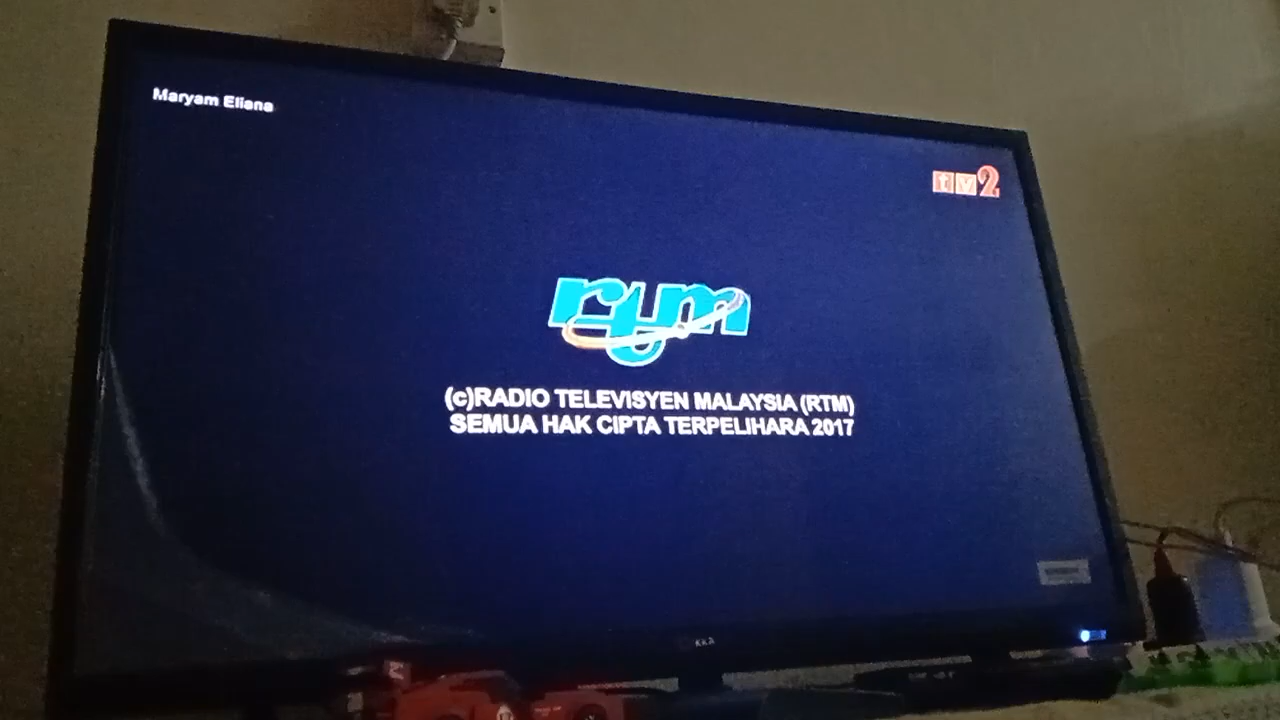 Maryam Eliana
tv2
rtm
(c)RADIO TELEVISYEN MALAYSIA (RTM)
SEMUA HAK CIPTA TERPELIHARA 2017